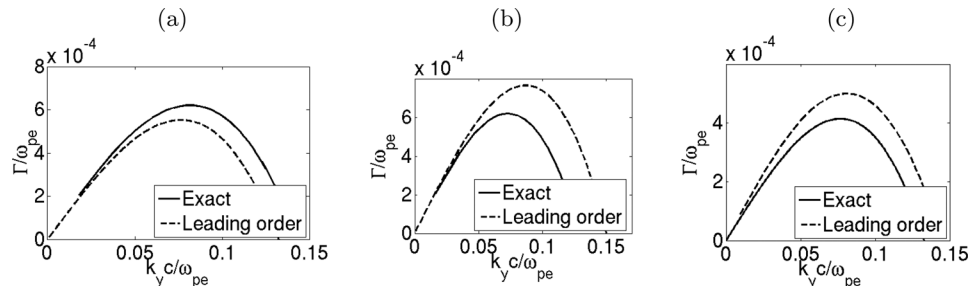 (a)
x 10^-4
8
6
4
2
0
Γ/ω_pe
Exact
Leading order
0 0.05 0.1 0.15
k_y c/ω_pe
(b)
x 10^-4
6
4
2
0
Γ/ω_pe
Exact
Leading order
0.05 0.1 0.15
k_y c/ω_pe
(c)
x 10^-4
4
2
0
Γ/ω_pe
Exact
Leading order
0 0.05 0.1 0.15
k_y c/ω_pe